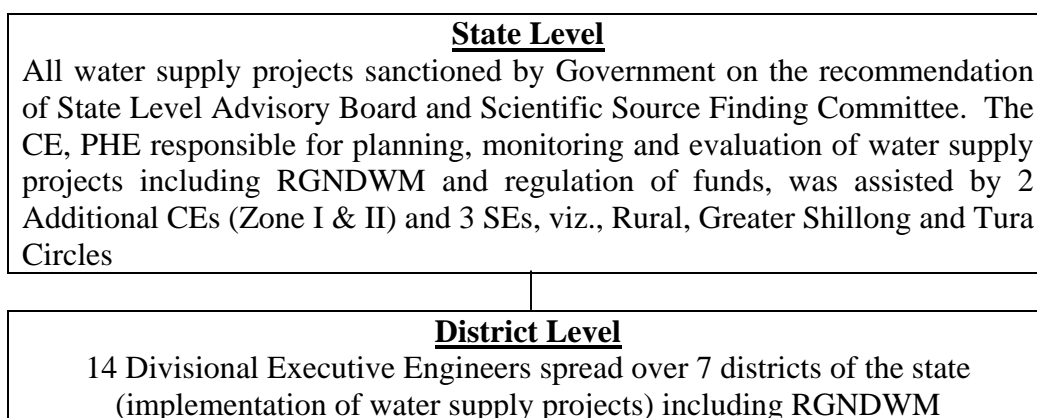 State Level
All water supply projects sanctioned by Government on the recommendation
of State Level Advisory Board and Scientific Source Finding Committee. The
CE, PHE responsible for planning, monitoring and evaluation of water supply
projects including RGNDWM and regulation of funds, was assisted by 2
Additional CEs (Zone I & II) and 3 SEs, viz., Rural, Greater Shillong and Tura
Circles
District Level
14 Divisional Executive Engineers spread over 7 districts of the state
(implementation of water supply projects) including RGNDWM